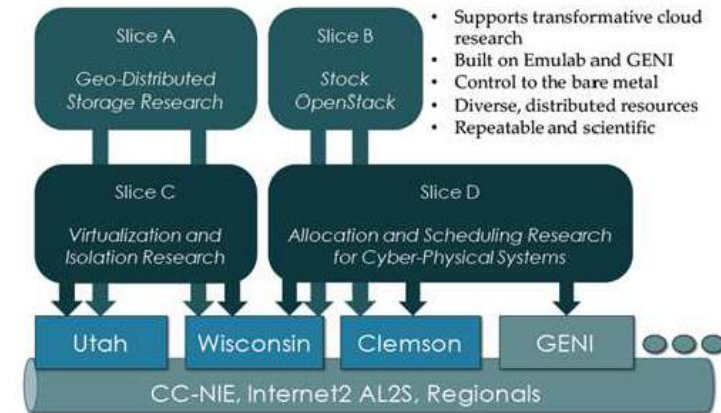 Slice A
Geo-Distributed
Storage Research
Slice B
Stock
OpenStack
• Supports transformative cloud
research
• Built on Emulab and GENI
• Control to the bare metal
• Diverse, distributed resources
• Repeatable and scientific
Slice C
Virtualization and
Isolation Research
Slice D
Allocation and Scheduling Research
for Cyber-Physical Systems
Utah
Wisconsin
Clemson
GENI
CC-NIE, Internet2 AL2S, Regionals